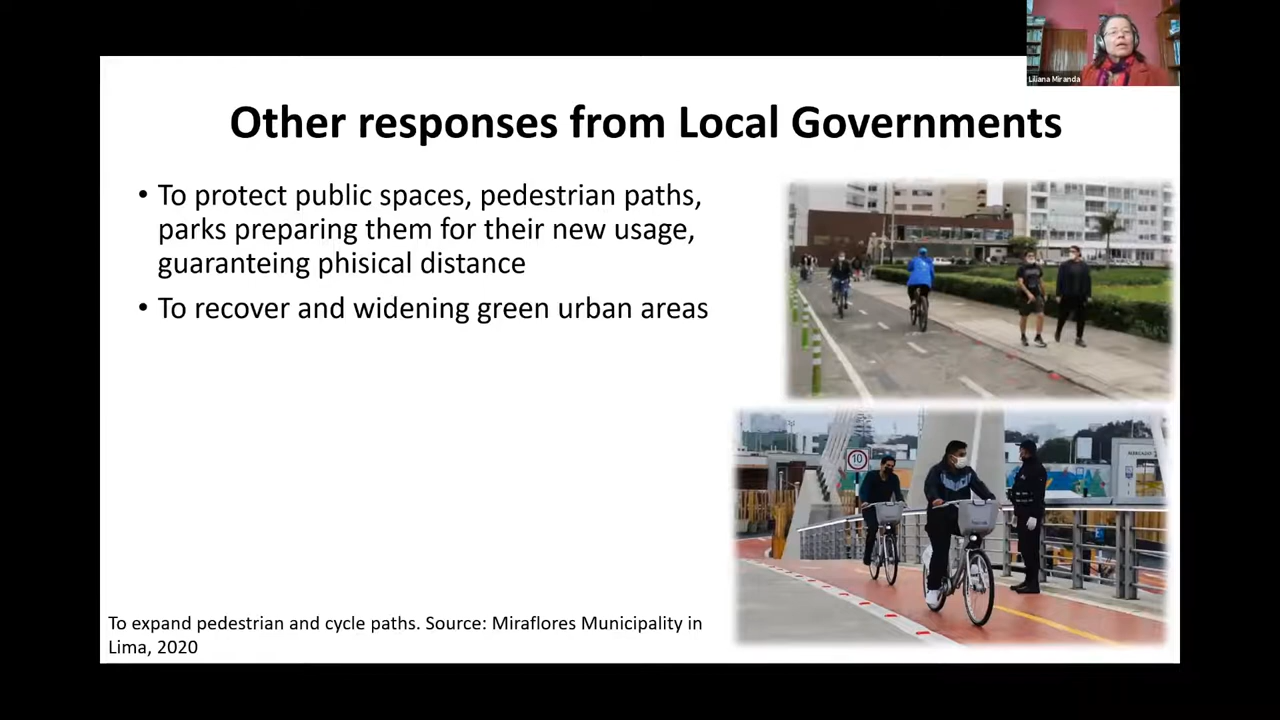 Liliana Miranda
Other responses from Local Governments
• To protect public spaces, pedestrian paths,
parks preparing them for their new usage,
guaranteing phisical distance
• To recover and widening green urban areas
10
To expand pedestrian and cycle paths. Source: Miraflores Municipality in
Lima, 2020